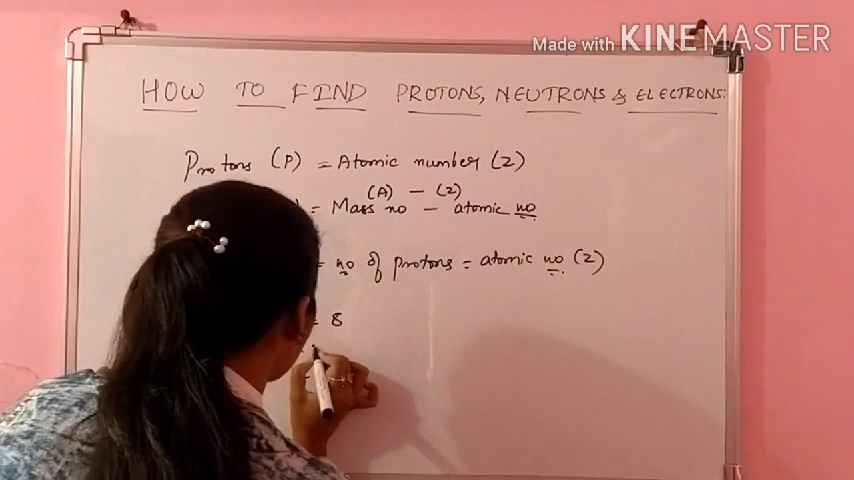 Made with KINEMASTER
HOW TO FIND PROTONS, NEUTRONS & ELECTRONS:
Protons (P) = Atomic number (Z)
(A) - (Z)
= Mass no - atomic no
= no of protons = atomic no (Z)
= 8